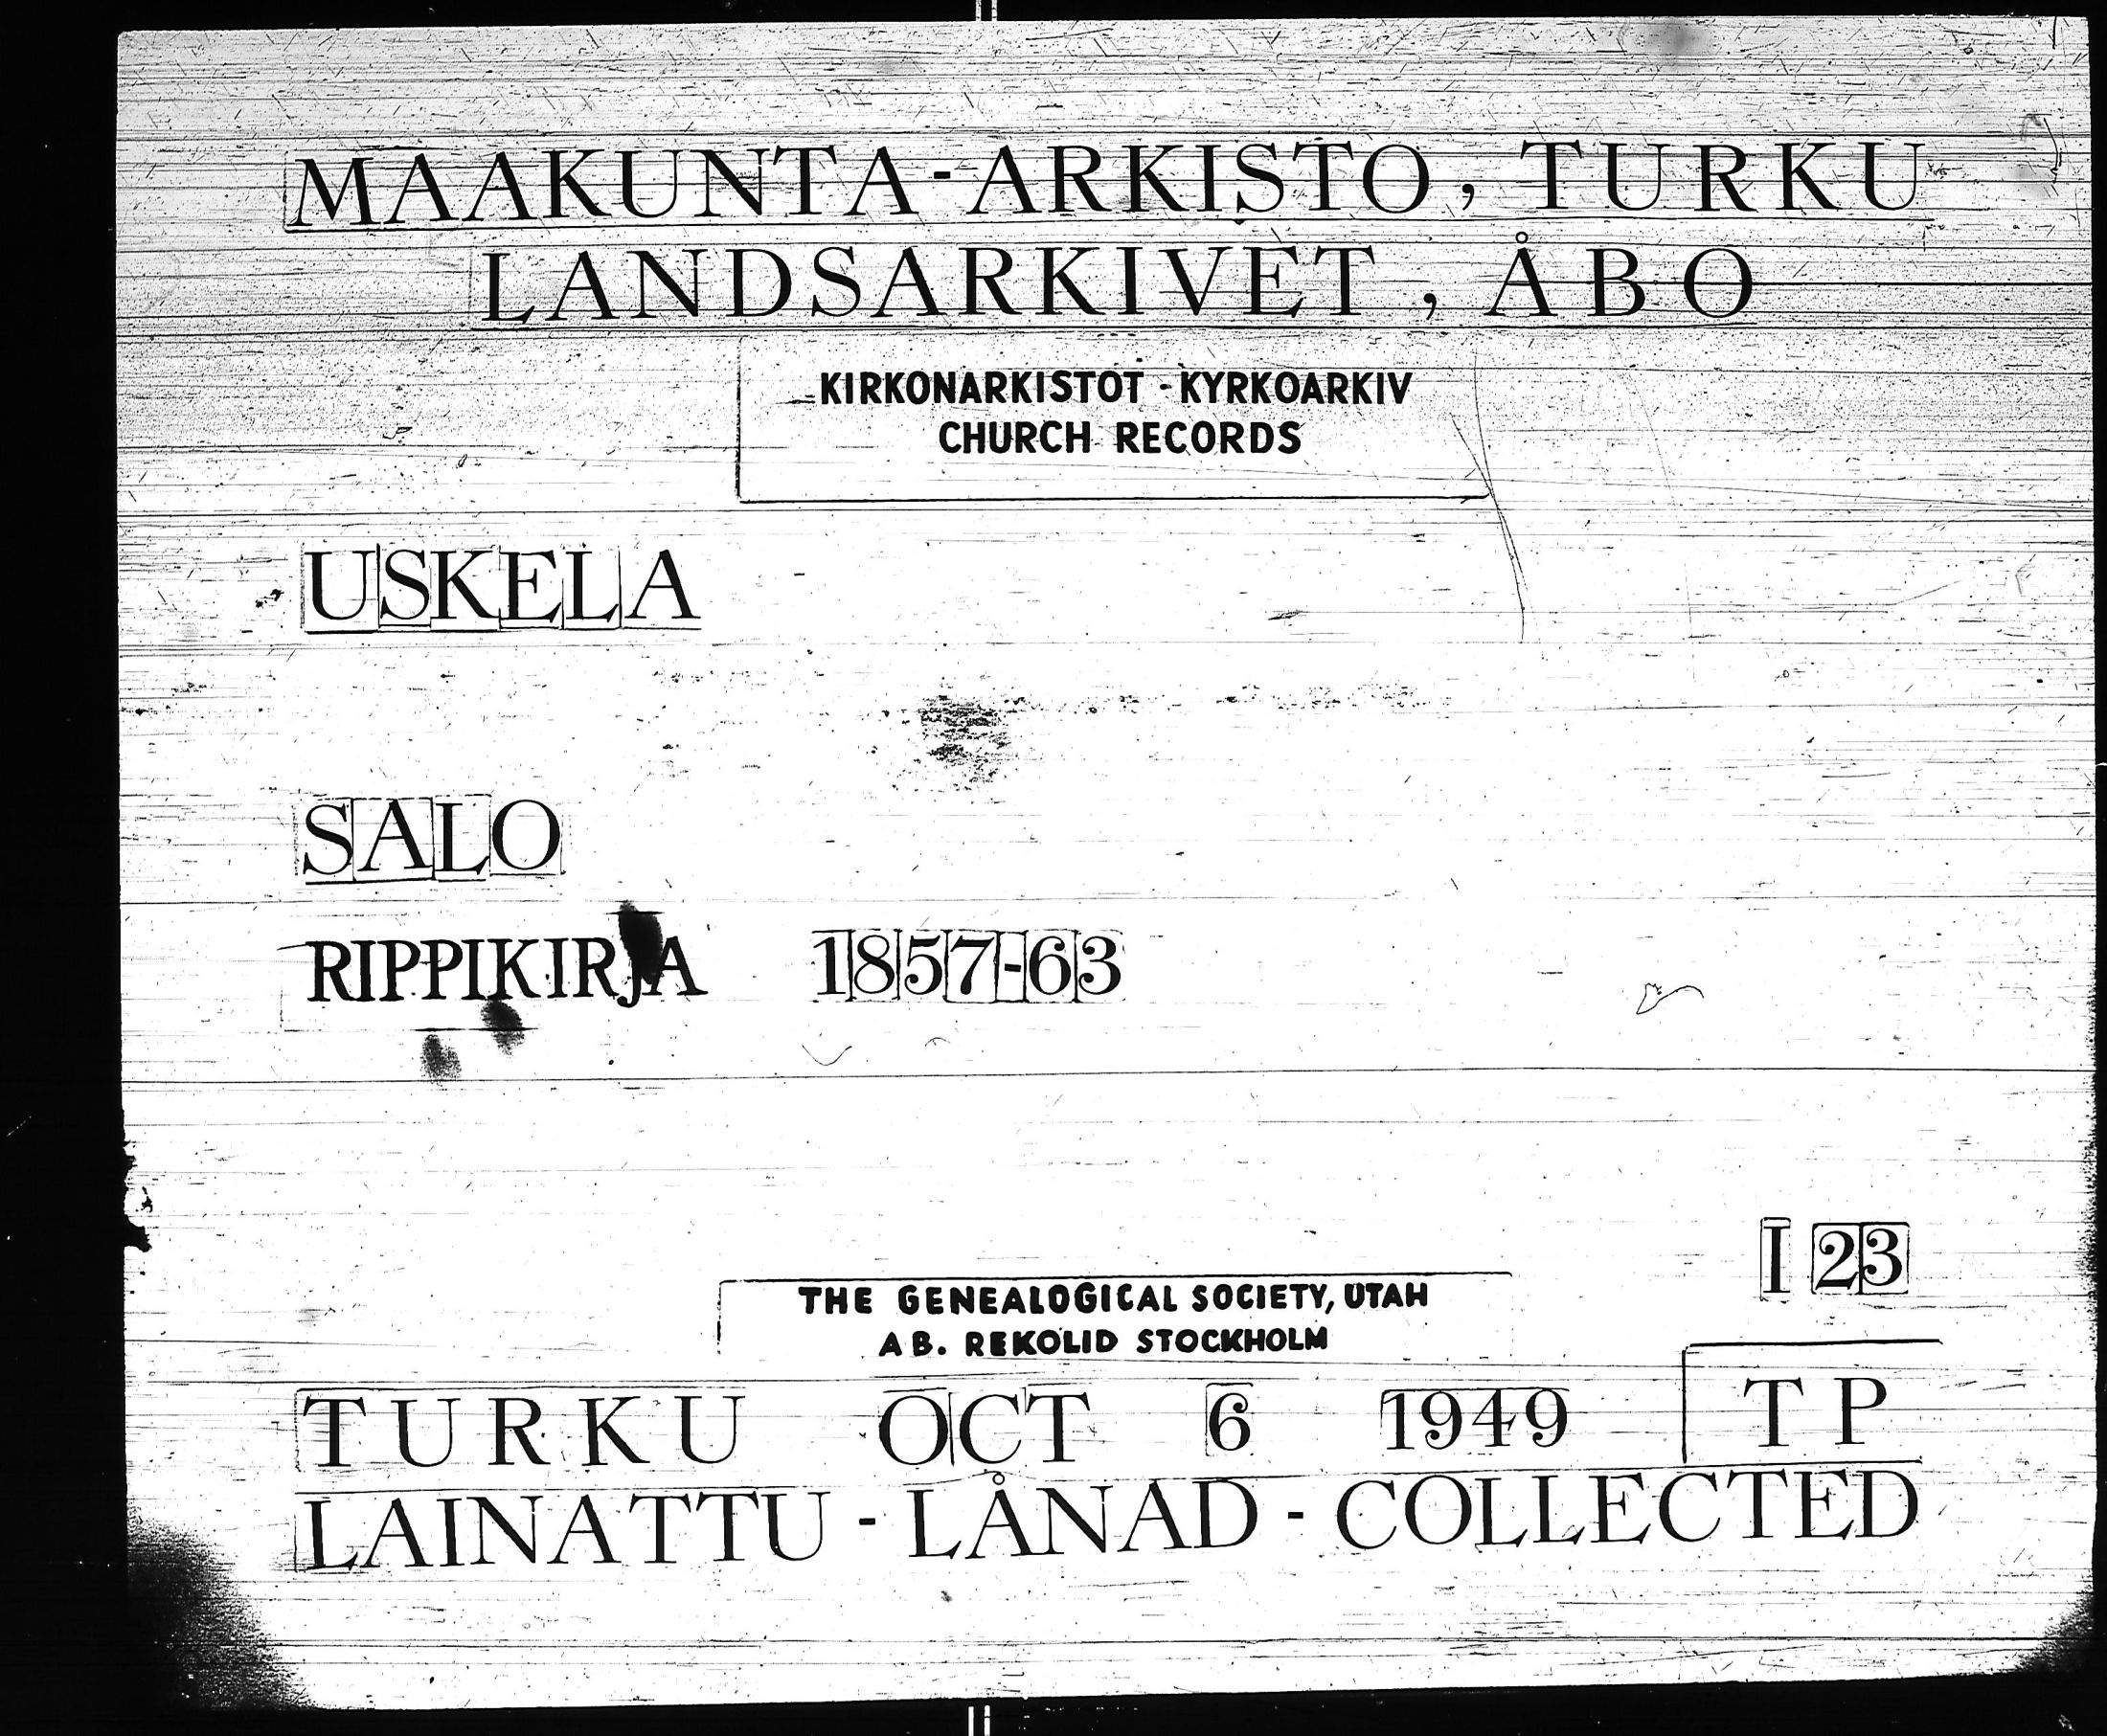 MAAKUNTA-ARKISTO, TURKU
LANDSARKIVET, ÅBO
KIRKONARKISTOT - KYRKOARKIV
CHURCH RECORDS
USKELA
SALO
RIPPIKIRJA 1857-63
I 23
THE GENEALOGICAL SOCIETY, UTAH
AB. REKOLID STOCKHOLM
TURKU OCT 6 1949 TP
LAINATTU - LÅNAD - COLLECTED